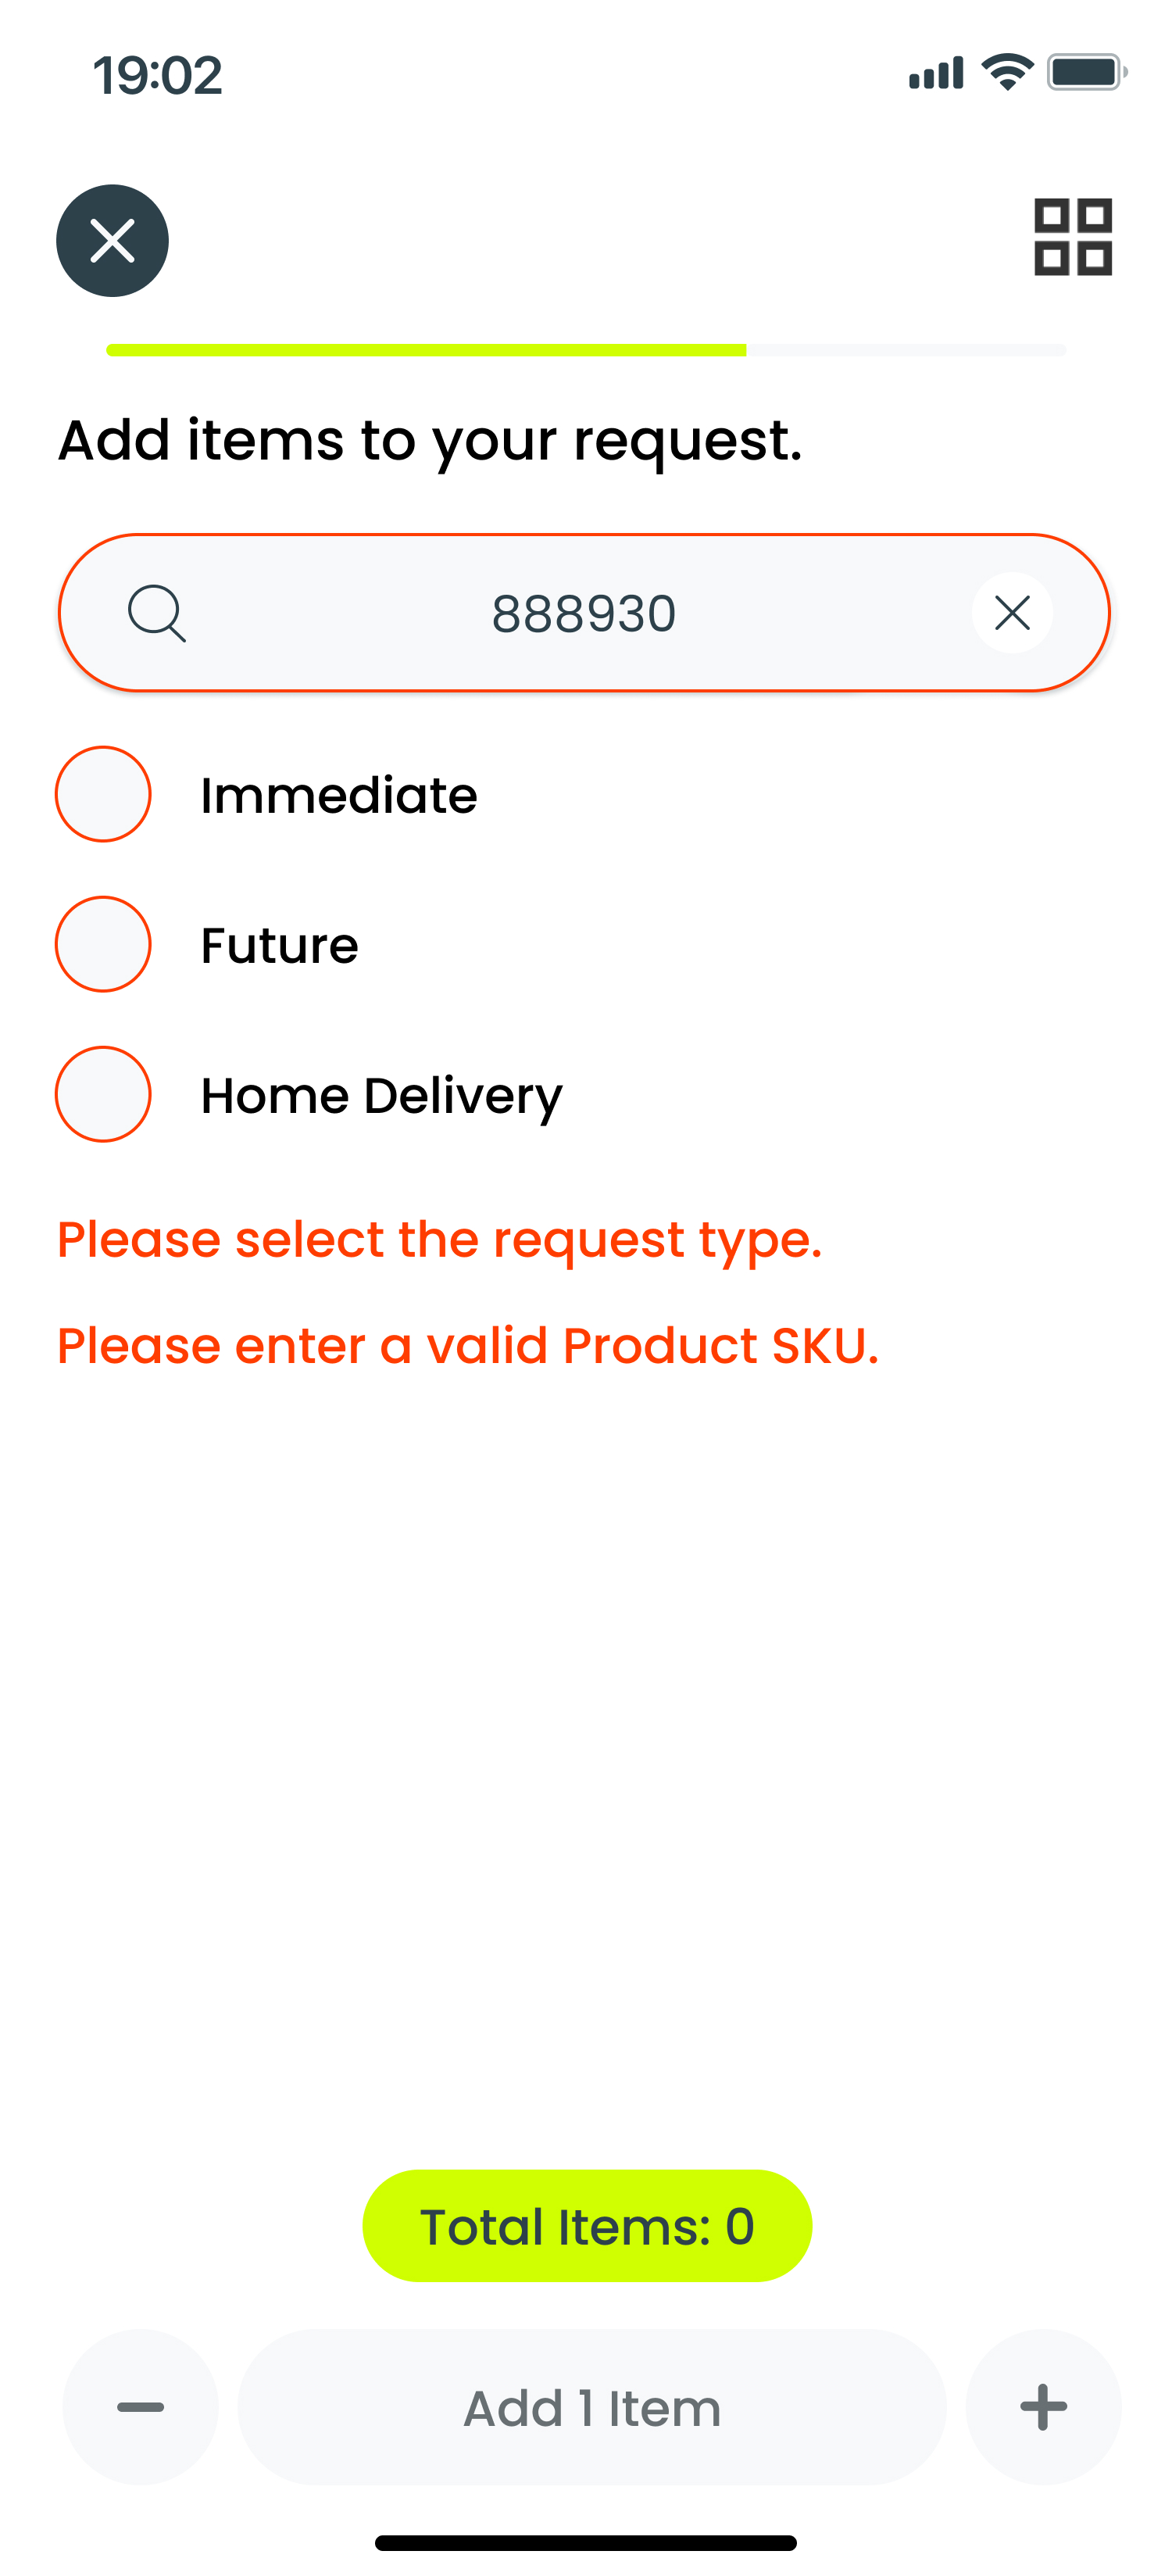 19:02
Add items to your request.
888930
Immediate
Future
Home Delivery
Please select the request type.
Please enter a valid Product SKU.
Total Items: 0
Add 1 Item